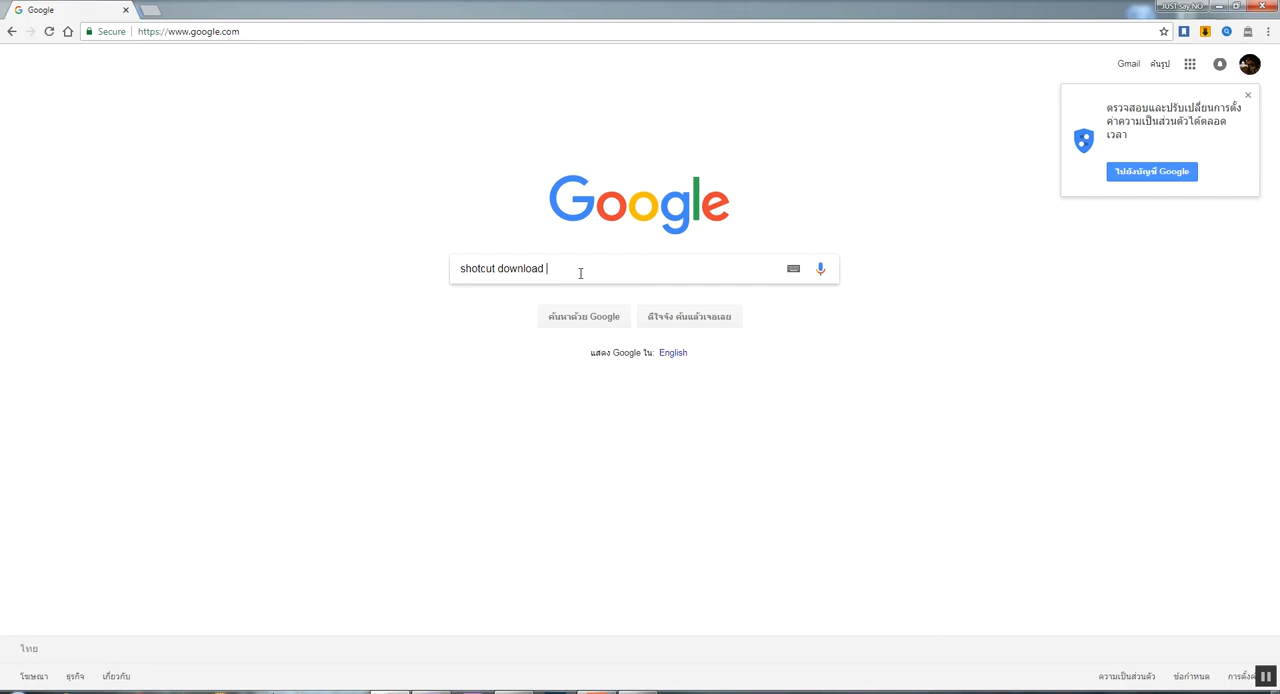 Google
JUST say.NO
Secure
https://www.google.com
Gmail
ค้นรูป
ตรวจสอบและปรับเปลี่ยนการตั้ง
ค่าความเป็นส่วนตัวได้ตลอด
เวลา
ไปยังบัญชี Google
Google
shotcut download
ค้นหาด้วย Google
ดีใจจัง ค้นแล้วเจอเลย
แสดง Google ใน: English
ไทย
โฆษณา
ธุรกิจ
เกี่ยวกับ
ความเป็นส่วนตัว
ข้อกำหนด